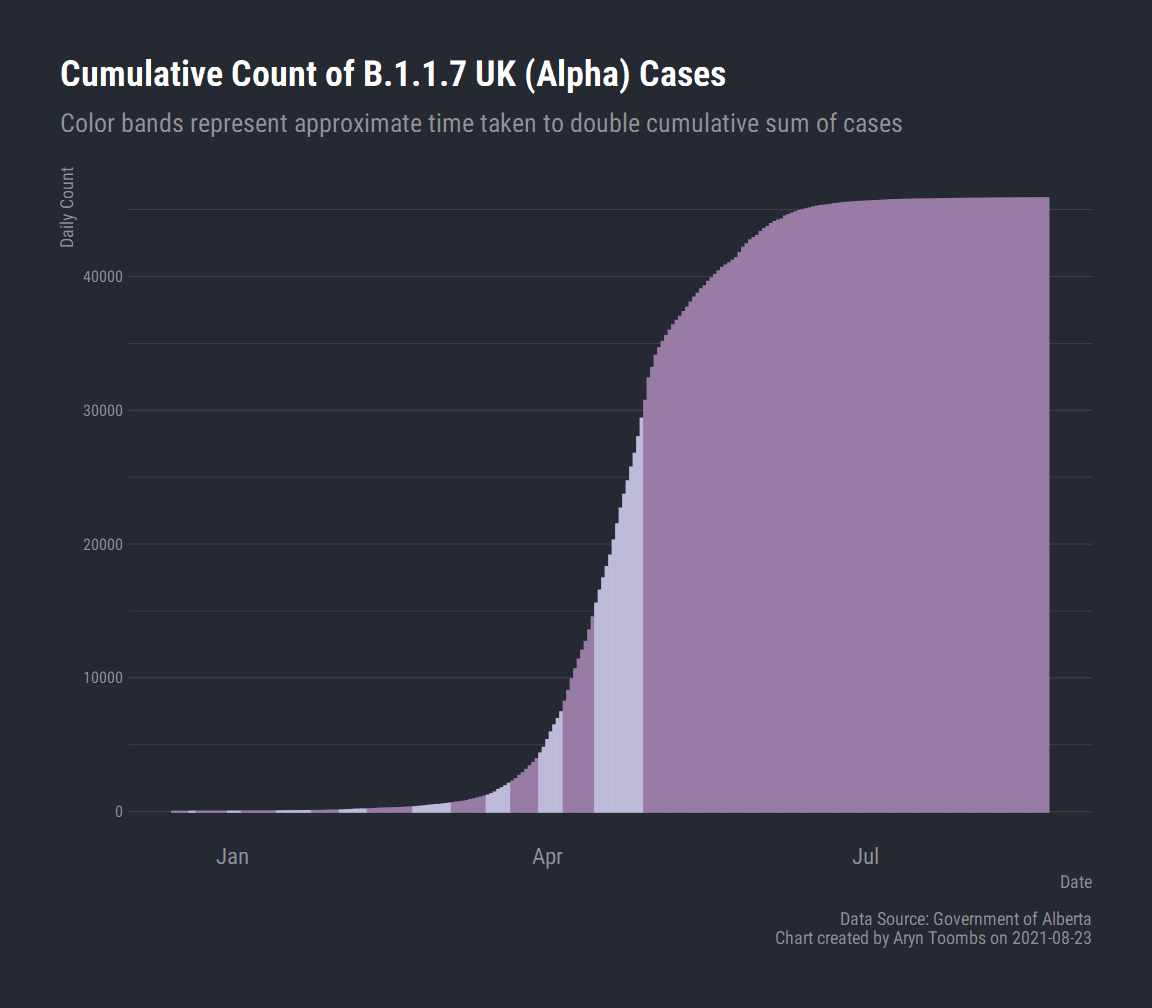 Cumulative Count of B.1.1.7 UK (Alpha) Cases
Color bands represent approximate time taken to double cumulative sum of cases
Daily Count
40000
30000
20000
10000
0
Jan Apr Jul
Date
Data Source: Government of Alberta
Chart created by Aryn Toombs on 2021-08-23